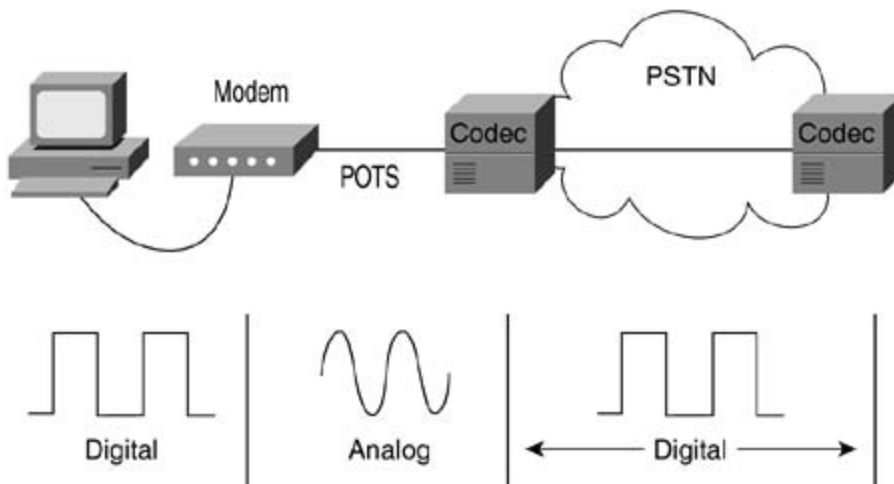 Modem
PSTN
Codec
Codec
POTS
Digital
Analog
Digital